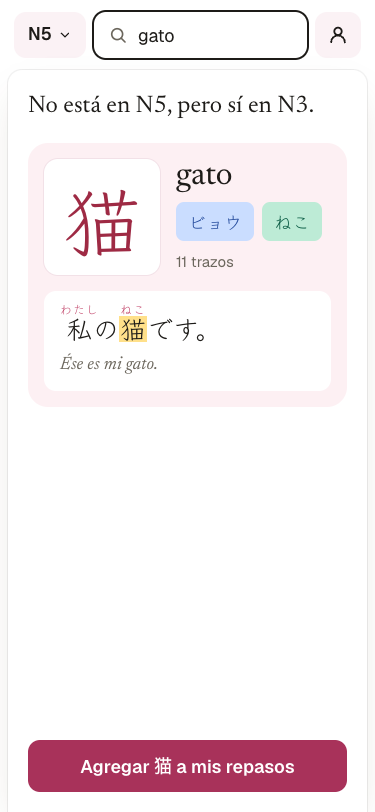 N5
gato
No está en N5, pero sí en N3.
猫
gato
ビョウ
ねこ
11 trazos
わたし ねこ
私の猫です。
Ése es mi gato.
Agregar 猫 a mis repasos